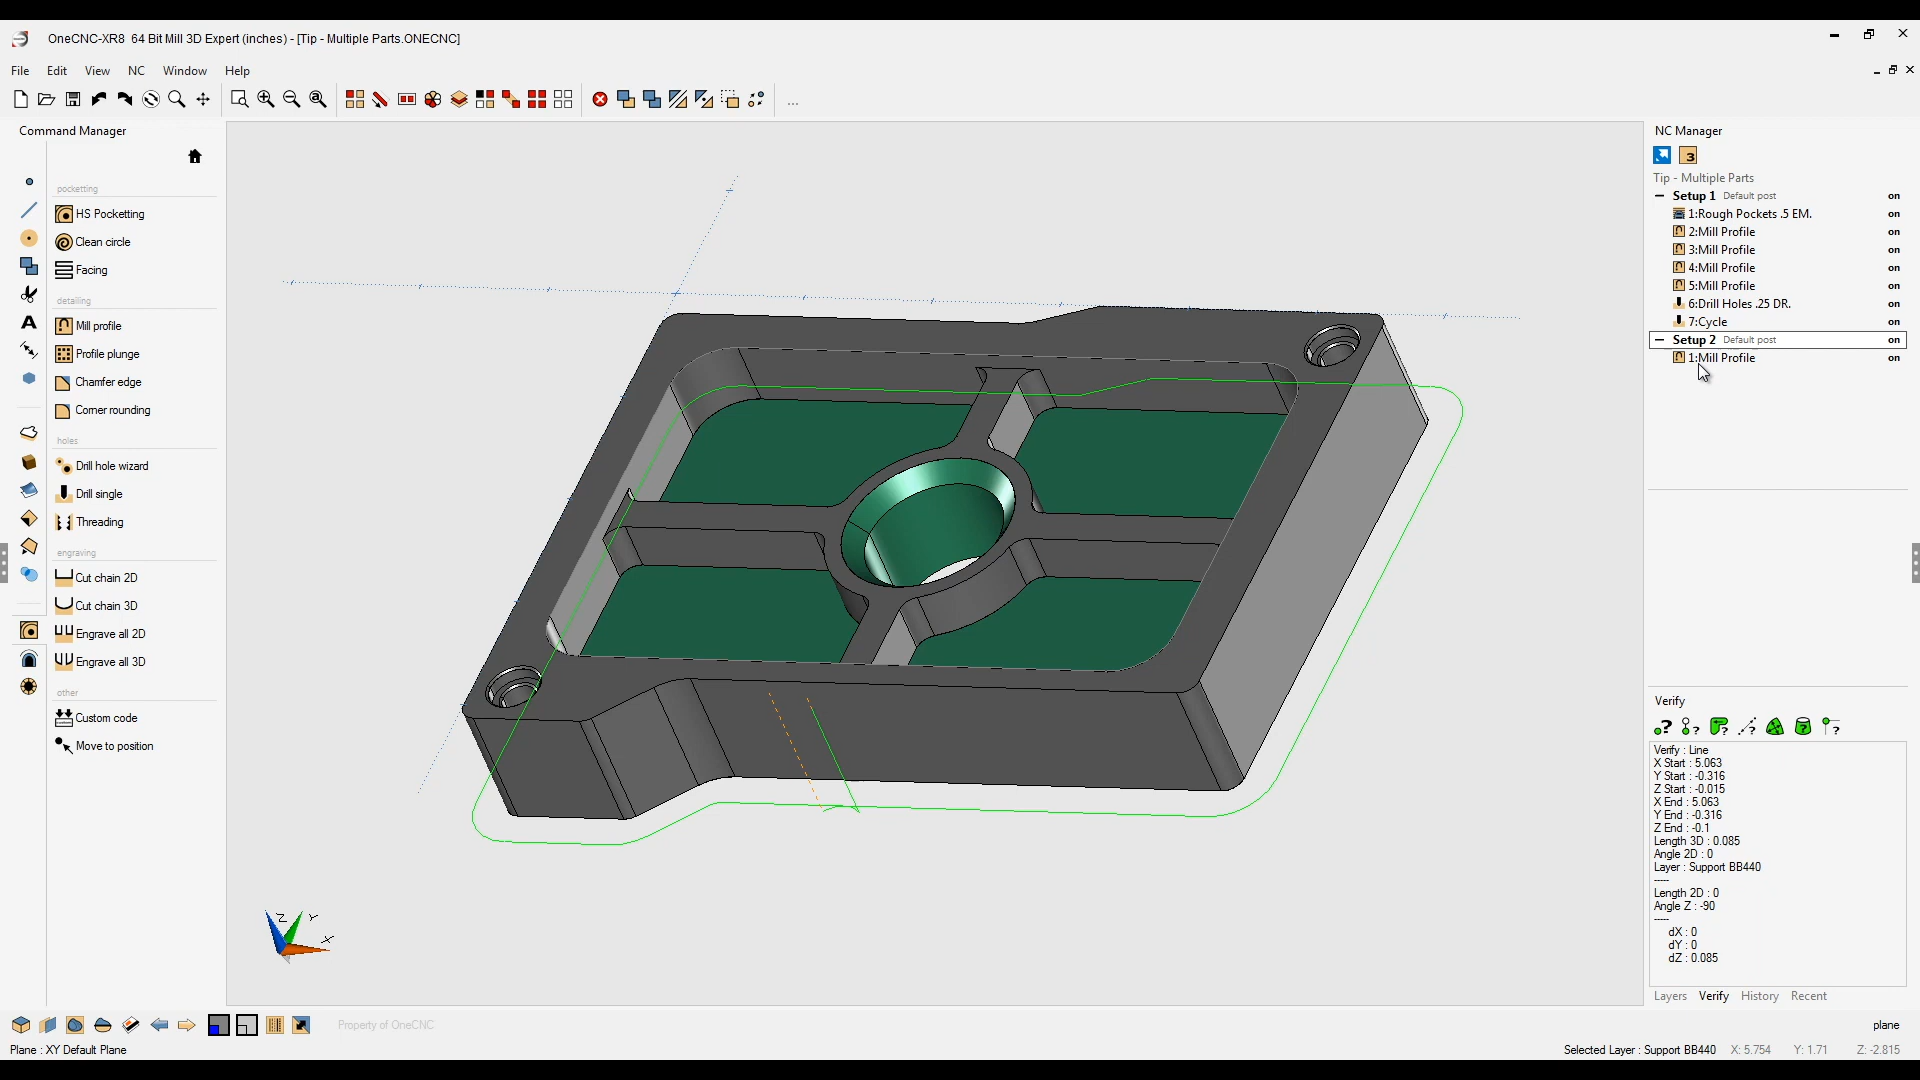 OneCNC-XR8 64 Bit Mill 3D Expert (inches) - [Tip - Multiple Parts.ONECNC]
File Edit View NC Window Help
...
Command Manager
pocketting
HS Pocketting
Clean circle
Facing
detailing
Mill profile
Profile plunge
Chamfer edge
Corner rounding
holes
Drill hole wizard
Drill single
Threading
engraving
Cut chain 2D
Cut chain 3D
Engrave all 2D
Engrave all 3D
other
Custom code
Move to position
Z Y X
NC Manager
3
Tip - Multiple Parts
Setup 1 Default post on
1:Rough Pockets .5 EM. on
2:Mill Profile on
3:Mill Profile on
4:Mill Profile on
5:Mill Profile on
6:Drill Holes .25 DR. on
7:Cycle on
Setup 2 Default post on
1:Mill Profile on
Verify
Verify : Line
X Start : 5.063
Y Start : -0.316
Z Start : -0.015
X End : 5.063
Y End : -0.316
Z End : -0.1
Length 3D : 0.085
Angle 2D : 0
Layer : Support BB440
-----
Length 2D : 0
Angle Z : -90
-----
dX : 0
dY : 0
dZ : 0.085
Layers Verify History Recent
Property of OneCNC
plane
Plane : XY Default Plane
Selected Layer : Support BB440 X: 5.754 Y: 1.71 Z: -2.815